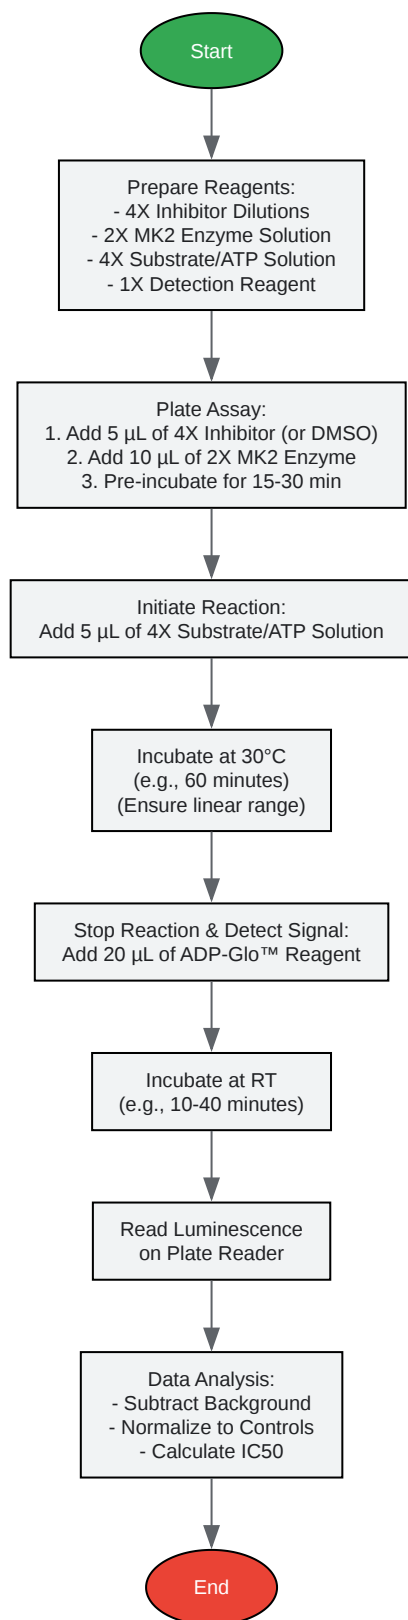 Start
Prepare Reagents:
- 4X Inhibitor Dilutions
- 2X MK2 Enzyme Solution
- 4X Substrate/ATP Solution
- 1X Detection Reagent
Plate Assay:
1. Add 5 µL of 4X Inhibitor (or DMSO)
2. Add 10 µL of 2X MK2 Enzyme
3. Pre-incubate for 15-30 min
Initiate Reaction:
Add 5 µL of 4X Substrate/ATP Solution
Incubate at 30°C
(e.g., 60 minutes)
(Ensure linear range)
Stop Reaction & Detect Signal:
Add 20 µL of ADP-Glo™ Reagent
Incubate at RT
(e.g., 10-40 minutes)
Read Luminescence
on Plate Reader
Data Analysis:
- Subtract Background
- Normalize to Controls
- Calculate IC50
End